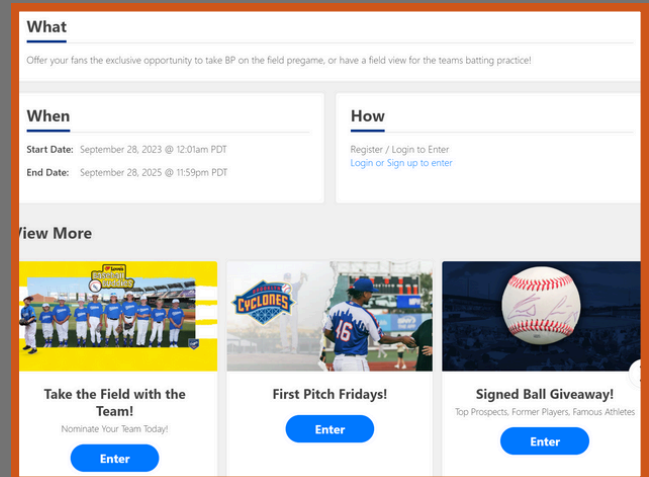 What
Offer your fans the exclusive opportunity to take BP on the field pregame, or have a field view for the teams batting practice!
When
Start Date: September 28, 2023 @ 12:01am PDT
End Date: September 28, 2025 @ 11:59pm PDT
How
Register / Login to Enter
Login or Sign up to enter
View More
CYCLONES
16
Take the Field with the
Team!
Nominate Your Team Today!
Enter
First Pitch Fridays!
Enter
Signed Ball Giveaway!
Top Prospects, Former Players, Famous Athletes
Enter